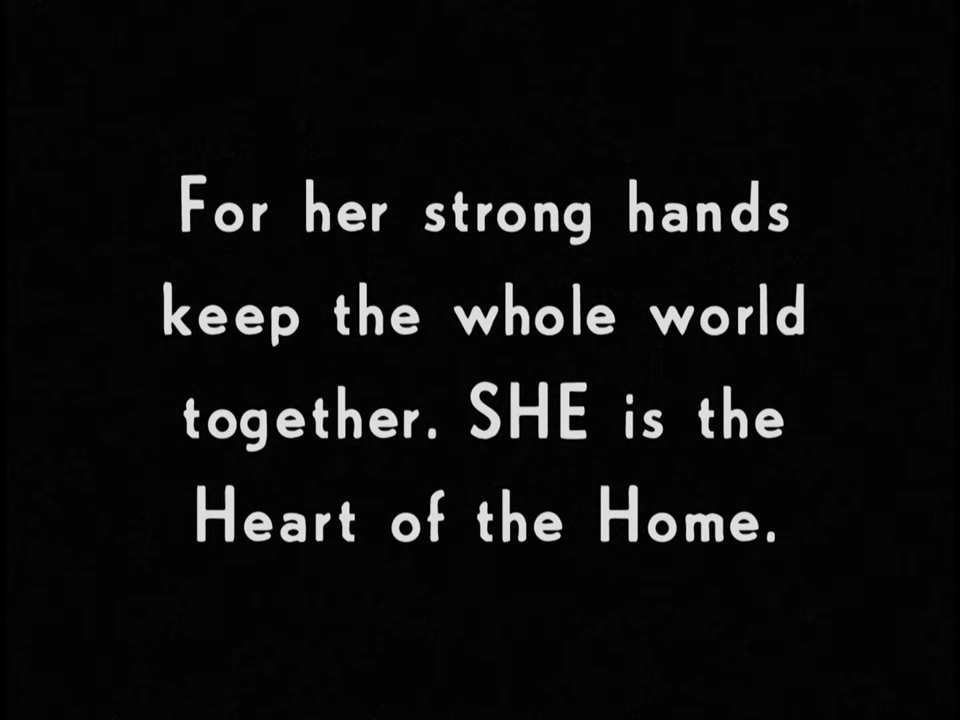 For her strong hands
keep the whole world
together. SHE is the
Heart of the Home.